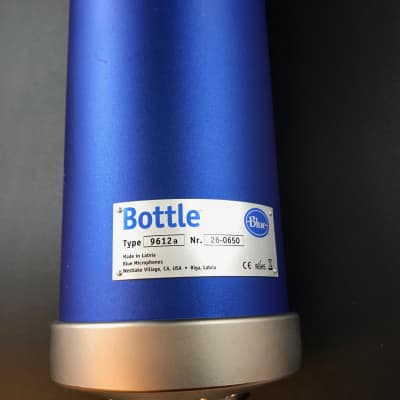 Bottle
Blue
Type 9612a Nr. 26-0650
Made in Latvia
Blue Microphones
Westlake Village, CA, USA • Riga, Latvia
CE RoHS